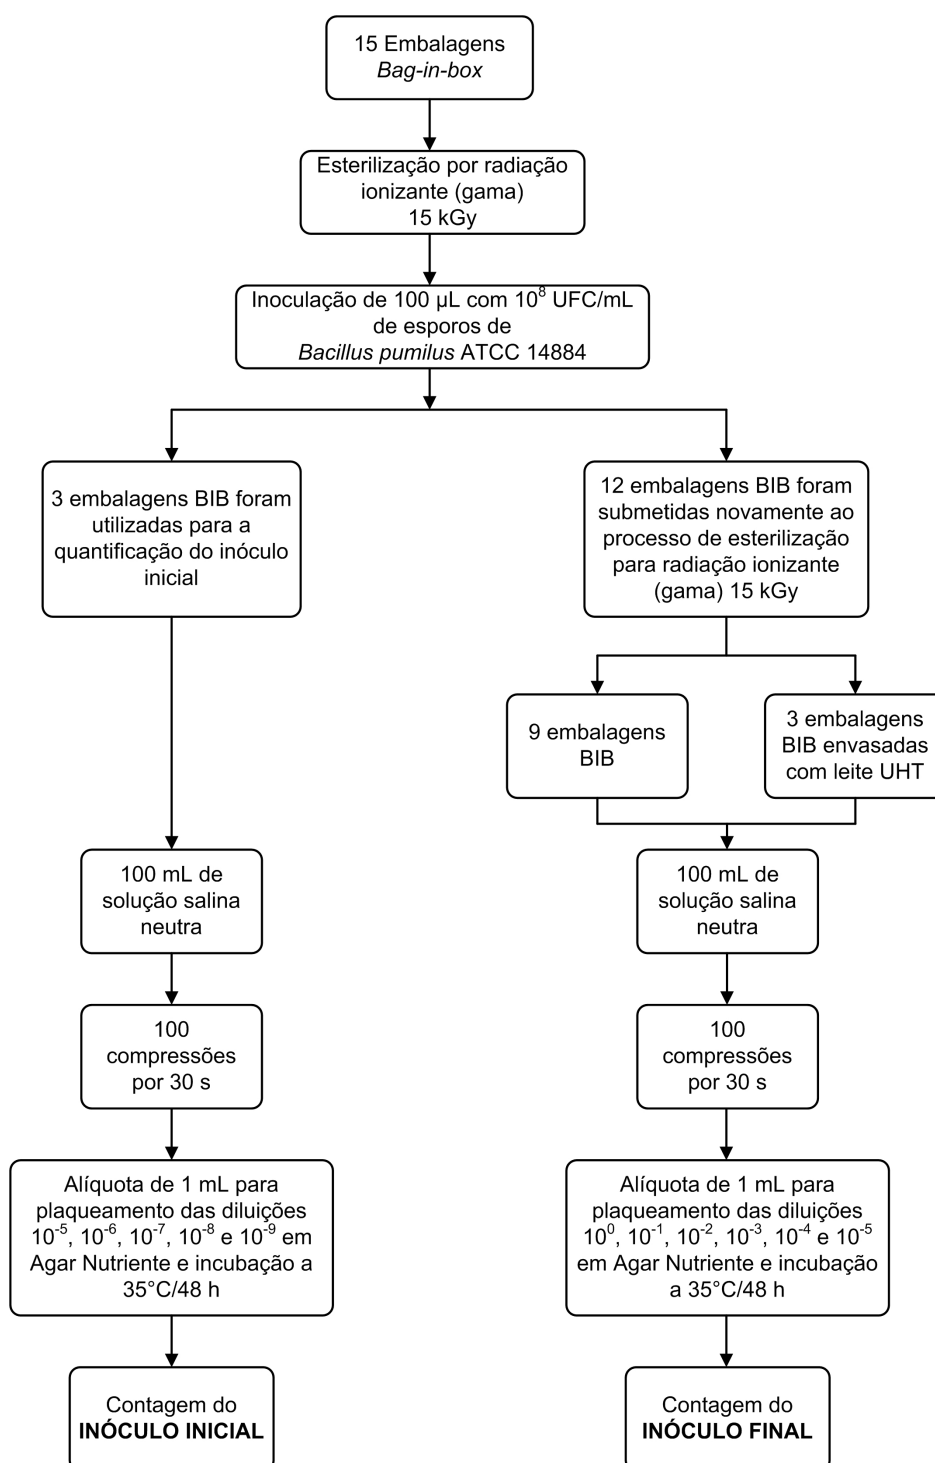 15 Embalagens
Bag-in-box
Esterilização por radiação
ionizante (gama)
15 kGy
Inoculação de 100 µL com 10⁸ UFC/mL
de esporos de
Bacillus pumilus ATCC 14884
3 embalagens BIB foram
utilizadas para a
quantificação do inóculo
inicial
12 embalagens BIB foram
submetidas novamente ao
processo de esterilização
para radiação ionizante
(gama) 15 kGy
9 embalagens
BIB
3 embalagens
BIB envasadas
com leite UHT
100 mL de
solução salina
neutra
100 mL de
solução salina
neutra
100
compressões
por 30 s
100
compressões
por 30 s
Alíquota de 1 mL para
plaqueamento das diluições
10⁻⁵, 10⁻⁶, 10⁻⁷, 10⁻⁸ e 10⁻⁹ em
Agar Nutriente e incubação a
35°C/48 h
Alíquota de 1 mL para
plaqueamento das diluições
10⁰, 10⁻¹, 10⁻², 10⁻³, 10⁻⁴ e 10⁻⁵
em Agar Nutriente e incubação
a 35°C/48 h
Contagem do
INÓCULO INICIAL
Contagem do
INÓCULO FINAL